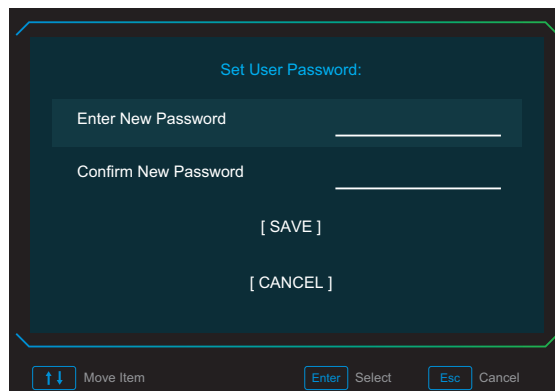 Set User Password:
Enter New Password
Confirm New Password
[ SAVE ]
[ CANCEL ]
↑↓ Move Item Enter Select Esc Cancel